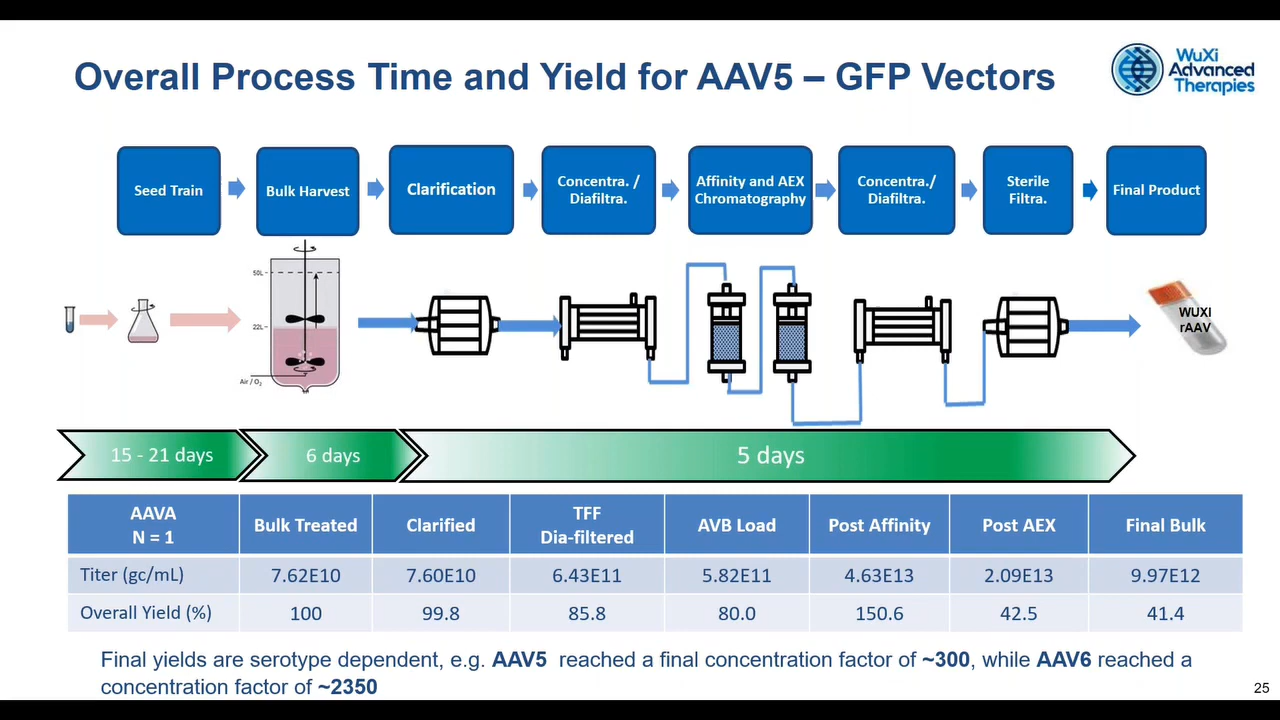 Overall Process Time and Yield for AAV5 – GFP Vectors
WuXi
Advanced
Therapies
Seed Train
Bulk Harvest
Clarification
Concentra. /
Diafiltra.
Affinity and AEX
Chromatography
Concentra./
Diafiltra.
Sterile
Filtra.
Final Product
50L
22L
Air / O2
WUXI
rAAV
15 - 21 days
6 days
5 days
AAVA
N = 1
Bulk Treated
Clarified
TFF
Dia-filtered
AVB Load
Post Affinity
Post AEX
Final Bulk
Titer (gc/mL) 7.62E10 7.60E10 6.43E11 5.82E11 4.63E13 2.09E13 9.97E12
Overall Yield (%) 100 99.8 85.8 80.0 150.6 42.5 41.4
Final yields are serotype dependent, e.g. AAV5 reached a final concentration factor of ~300, while AAV6 reached a
concentration factor of ~2350
25